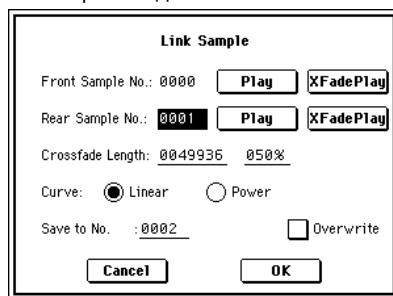 Link Sample
Front Sample No.: 0000 Play XFadePlay
Rear Sample No.: 0001 Play XFadePlay
Crossfade Length: 0049936 050%
Curve: Linear Power
Save to No. :0002 Overwrite
Cancel OK